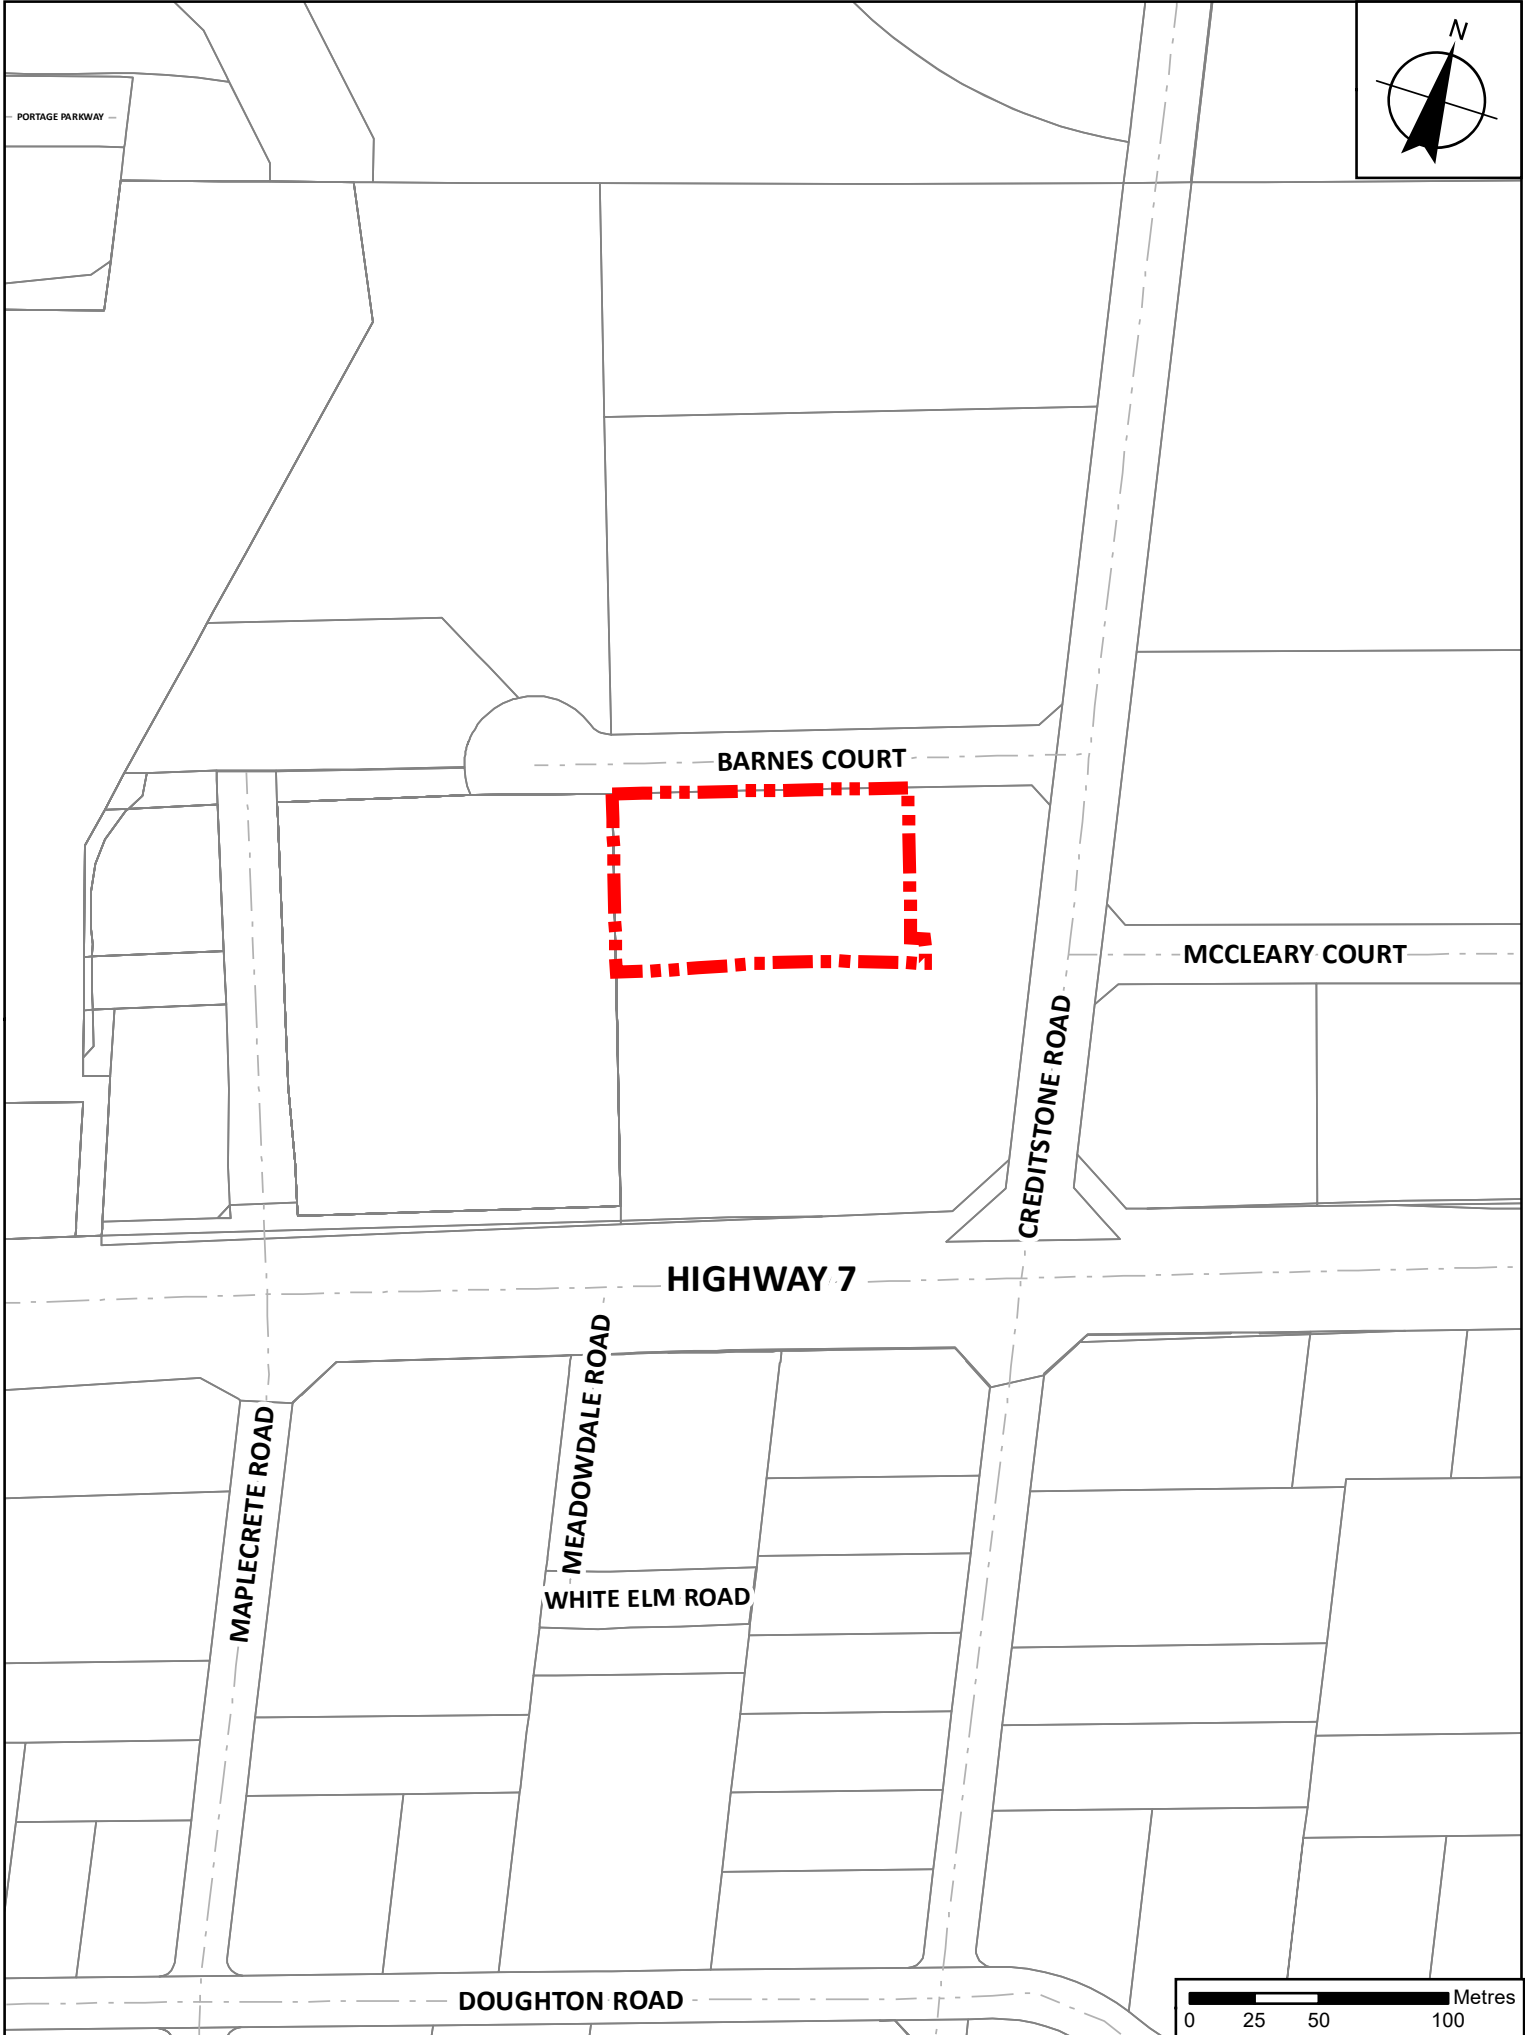 N
PORTAGE PARKWAY
BARNES COURT
MCCLEARY COURT
CREDITSTONE ROAD
HIGHWAY 7
MEADOWDALE ROAD
MAPLECRETE ROAD
WHITE ELM ROAD
DOUGHTON ROAD
Metres
0 25 50 100